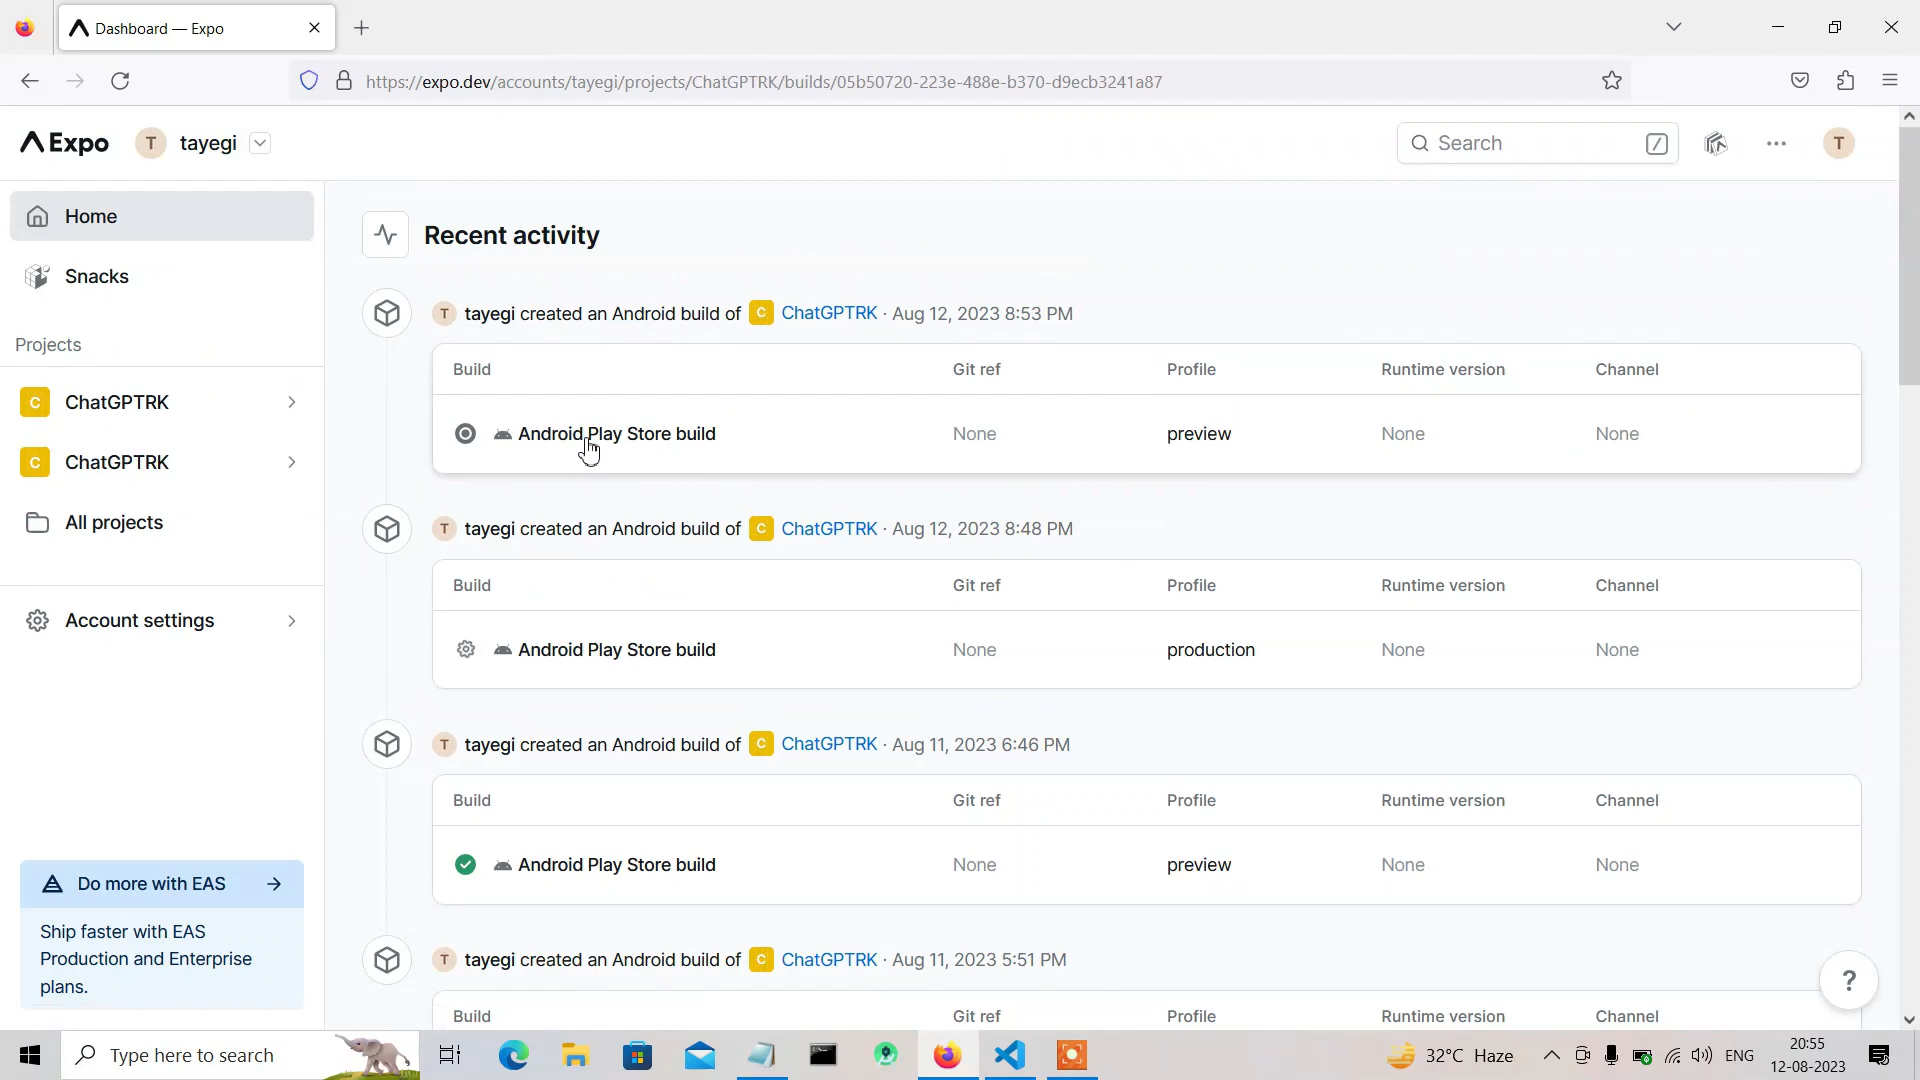 Dashboard — Expo
https://expo.dev/accounts/tayegi/projects/ChatGPTRK/builds/05b50720-223e-488e-b370-d9ecb3241a87
Expo
T tayegi
Search /
T
Home
Snacks
Projects
C ChatGPTRK
C ChatGPTRK
All projects
Account settings
Do more with EAS
Ship faster with EAS
Production and Enterprise
plans.
Recent activity
T tayegi created an Android build of C ChatGPTRK · Aug 12, 2023 8:53 PM
Build Git ref Profile Runtime version Channel
Android Play Store build None preview None None
T tayegi created an Android build of C ChatGPTRK · Aug 12, 2023 8:48 PM
Build Git ref Profile Runtime version Channel
Android Play Store build None production None None
T tayegi created an Android build of C ChatGPTRK · Aug 11, 2023 6:46 PM
Build Git ref Profile Runtime version Channel
Android Play Store build None preview None None
T tayegi created an Android build of C ChatGPTRK · Aug 11, 2023 5:51 PM
Build Git ref Profile Runtime version Channel
?
Type here to search
32°C Haze
ENG
20:55
12-08-2023